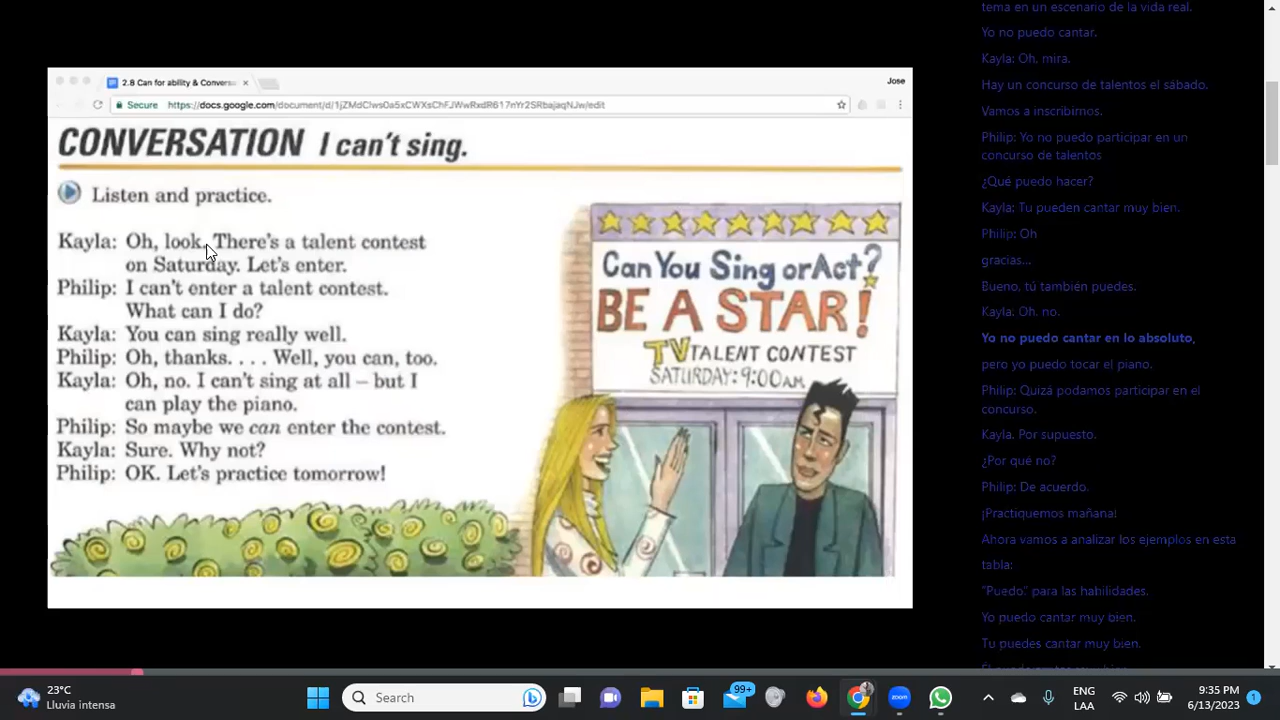 tema en un escenario de la vida real.
Yo no puedo cantar.
Kayla: Oh, mira.
Hay un concurso de talentos el sábado.
Vamos a inscribirnos.
Philip: Yo no puedo participar en un
concurso de talentos
¿Qué puedo hacer?
Kayla: Tu pueden cantar muy bien.
Philip: Oh
gracias...
Bueno, tú también puedes.
Kayla: Oh, no.
Yo no puedo cantar en lo absoluto,
pero yo puedo tocar el piano.
Philip: Quizá podamos participar en el
concurso.
Kayla. Por supuesto.
¿Por qué no?
Philip: De acuerdo.
¡Practiquemos mañana!
Ahora vamos a analizar los ejemplos en esta
tabla:
"Puedo." para las habilidades.
Yo puedo cantar muy bien.
Tu puedes cantar muy bien.
2.8 Can for ability & Conversa
Jose
Secure
CONVERSATION I can't sing.
Listen and practice.
Kayla: Oh, look. There's a talent contest
on Saturday. Let's enter.
Philip: I can't enter a talent contest.
What can I do?
Kayla: You can sing really well.
Philip: Oh, thanks. . . . Well, you can, too.
Kayla: Oh, no. I can't sing at all – but I
can play the piano.
Philip: So maybe we can enter the contest.
Kayla: Sure. Why not?
Philip: OK. Let's practice tomorrow!
Can You Sing or Act?
BE A STAR!
TV TALENT CONTEST
SATURDAY: 9:00 AM
23°C
Lluvia intensa
Search
99+
zoom
ENG
LAA
9:35 PM
6/13/2023
1